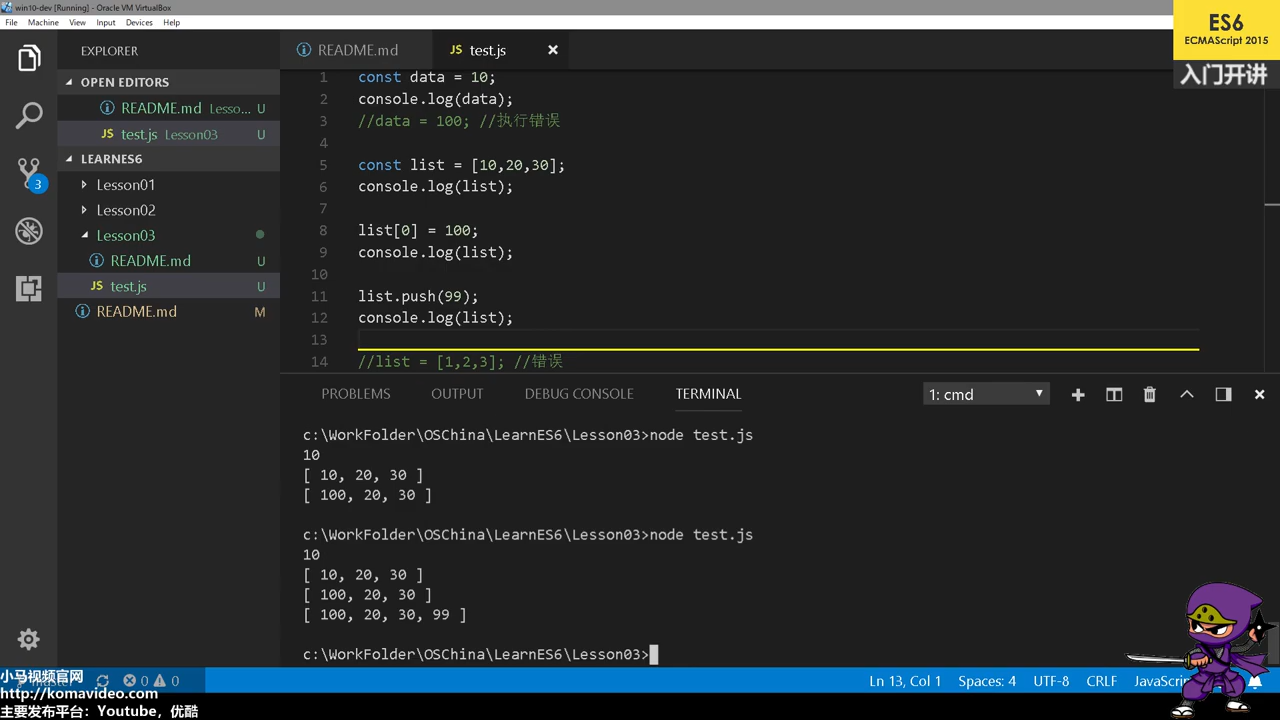 win10-dev [Running] - Oracle VM VirtualBox
File Machine View Input Devices Help
ES6
ECMAScript 2015
入门开讲
EXPLORER
OPEN EDITORS
README.md Lesso... U
JS test.js Lesson03 U
LEARNES6
Lesson01
Lesson02
Lesson03
README.md U
JS test.js U
README.md M
3
README.md
JS test.js
1 const data = 10;
2 console.log(data);
3 //data = 100; //执行错误
4
5 const list = [10,20,30];
6 console.log(list);
7
8 list[0] = 100;
9 console.log(list);
10
11 list.push(99);
12 console.log(list);
13
14 //list = [1,2,3]; //错误
PROBLEMS OUTPUT DEBUG CONSOLE TERMINAL 1: cmd
c:\WorkFolder\OSChina\LearnES6\Lesson03>node test.js
10
[ 10, 20, 30 ]
[ 100, 20, 30 ]
c:\WorkFolder\OSChina\LearnES6\Lesson03>node test.js
10
[ 10, 20, 30 ]
[ 100, 20, 30 ]
[ 100, 20, 30, 99 ]
c:\WorkFolder\OSChina\LearnES6\Lesson03>
小马视频官网
http://komavideo.com
主要发布平台：Youtube，优酷
0 0
Ln 13, Col 1 Spaces: 4 UTF-8 CRLF